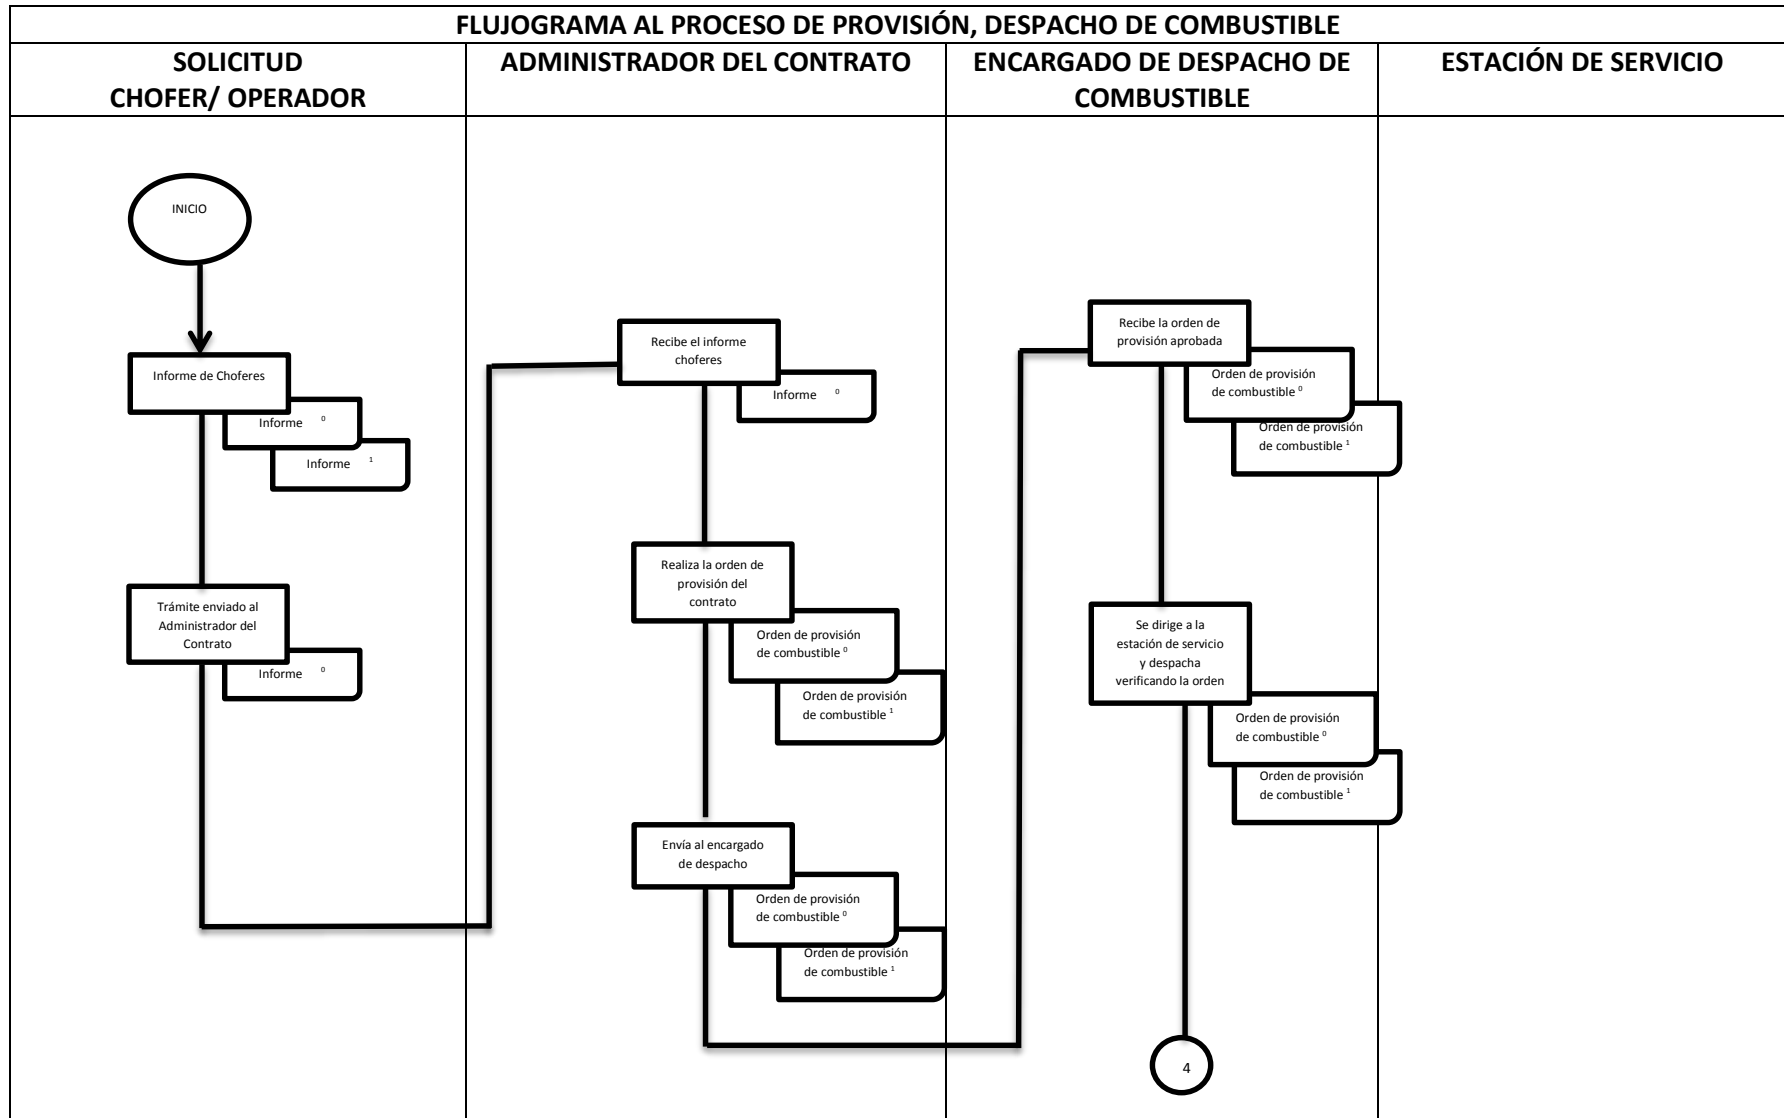 FLUJOGRAMA AL PROCESO DE PROVISIÓN, DESPACHO DE COMBUSTIBLE
SOLICITUD
CHOFER/ OPERADOR
ADMINISTRADOR DEL CONTRATO
ENCARGADO DE DESPACHO DE
COMBUSTIBLE
ESTACIÓN DE SERVICIO
INICIO
Informe de Choferes
Informe 0
Informe 1
Trámite enviado al
Administrador del
Contrato
Informe 0
Recibe el informe
choferes
Informe 0
Realiza la orden de
provisión del
contrato
Orden de provisión
de combustible 0
Orden de provisión
de combustible 1
Envía al encargado
de despacho
Orden de provisión
de combustible 0
Orden de provisión
de combustible 1
Recibe la orden de
provisión aprobada
Orden de provisión
de combustible 0
Orden de provisión
de combustible 1
Se dirige a la
estación de servicio
y despacha
verificando la orden
Orden de provisión
de combustible 0
Orden de provisión
de combustible 1
4